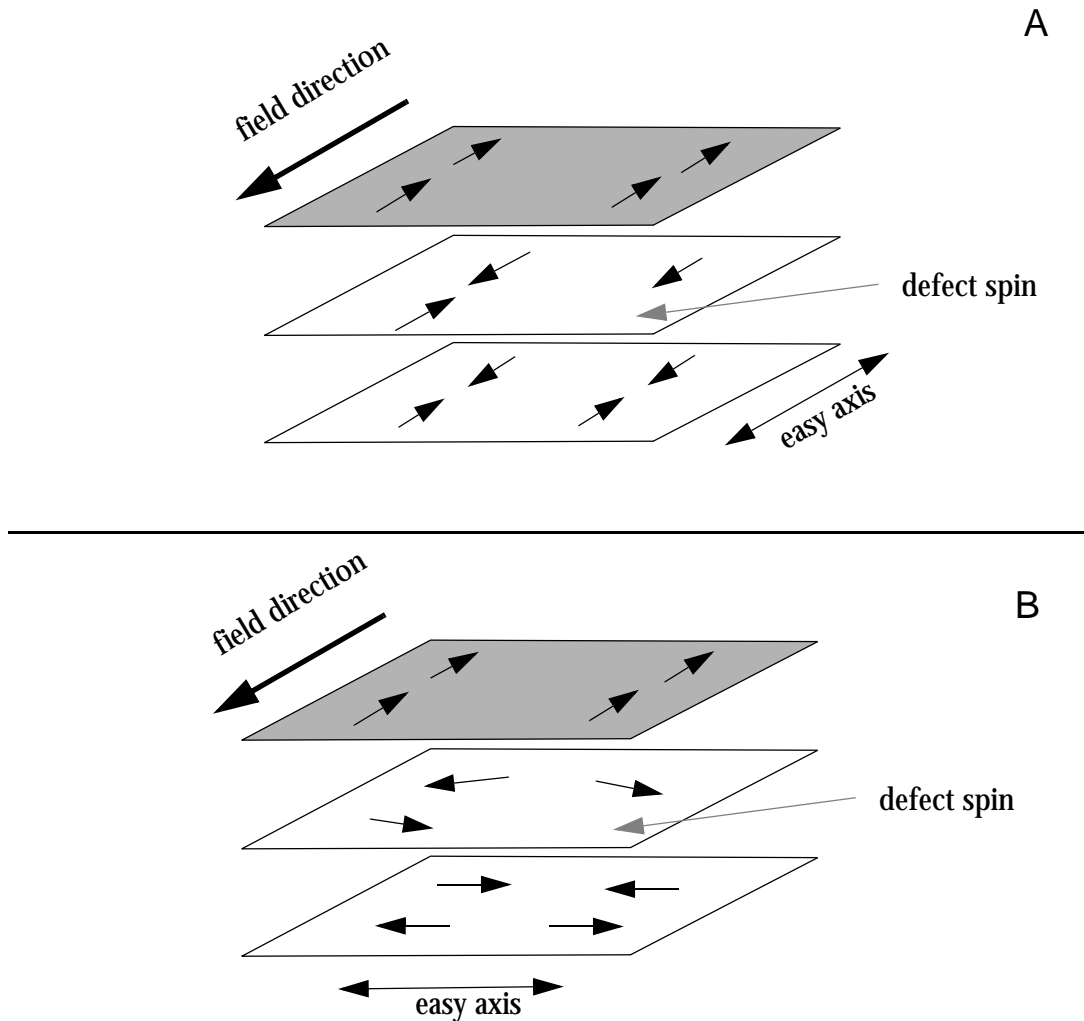 A
field direction
defect spin
easy axis
B
field direction
defect spin
easy axis